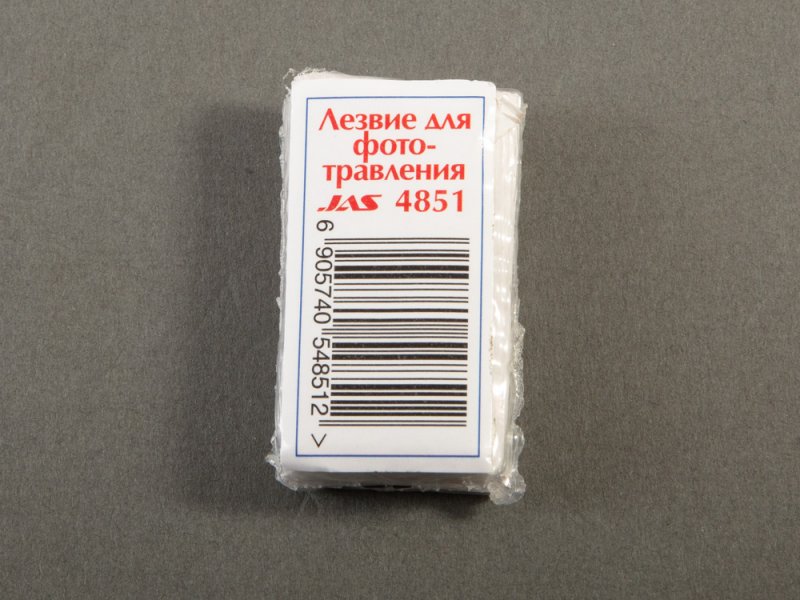 Лезвие для
фото-
травления
JAS 4851
6 905740 548512 >